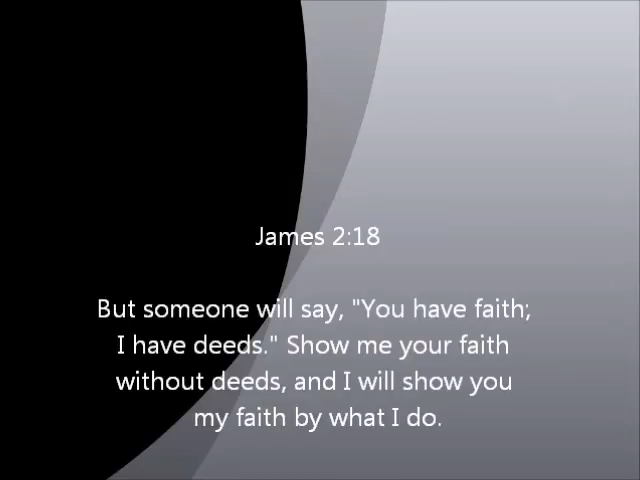 James 2:18
But someone will say, "You have faith;
I have deeds." Show me your faith
without deeds, and I will show you
my faith by what I do.